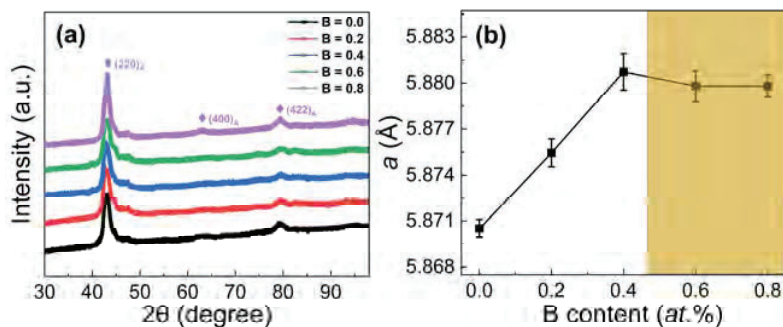 (a)
B = 0.0
B = 0.2
B = 0.4
B = 0.6
B = 0.8
(220)A
(400)A
(422)A
Intensity (a.u.)
30 40 50 60 70 80 90
2θ (degree)
(b)
5.883
5.880
5.877
5.874
5.871
5.868
a (Å)
0.0 0.2 0.4 0.6 0.8
B content (at.%)